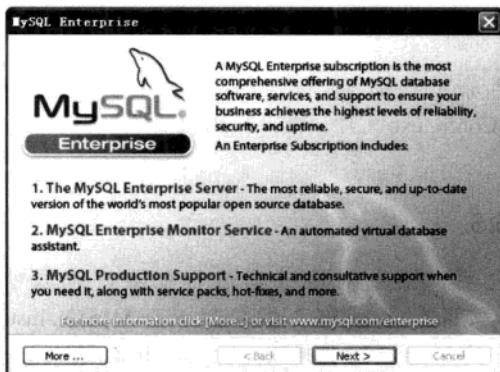 MySQL Enterprise
MySQL®
Enterprise
A MySQL Enterprise subscription is the most
comprehensive offering of MySQL database
software, services, and support to ensure your
business achieves the highest levels of reliability,
security, and uptime.
An Enterprise Subscription includes:
1. The MySQL Enterprise Server - The most reliable, secure, and up-to-date
version of the world's most popular open source database.
2. MySQL Enterprise Monitor Service - An automated virtual database
assistant.
3. MySQL Production Support - Technical and consultative support when
you need it, along with service packs, hot-fixes, and more.
For more information click [More...] or visit www.mysql.com/enterprise
More ...
< Back
Next >
Cancel